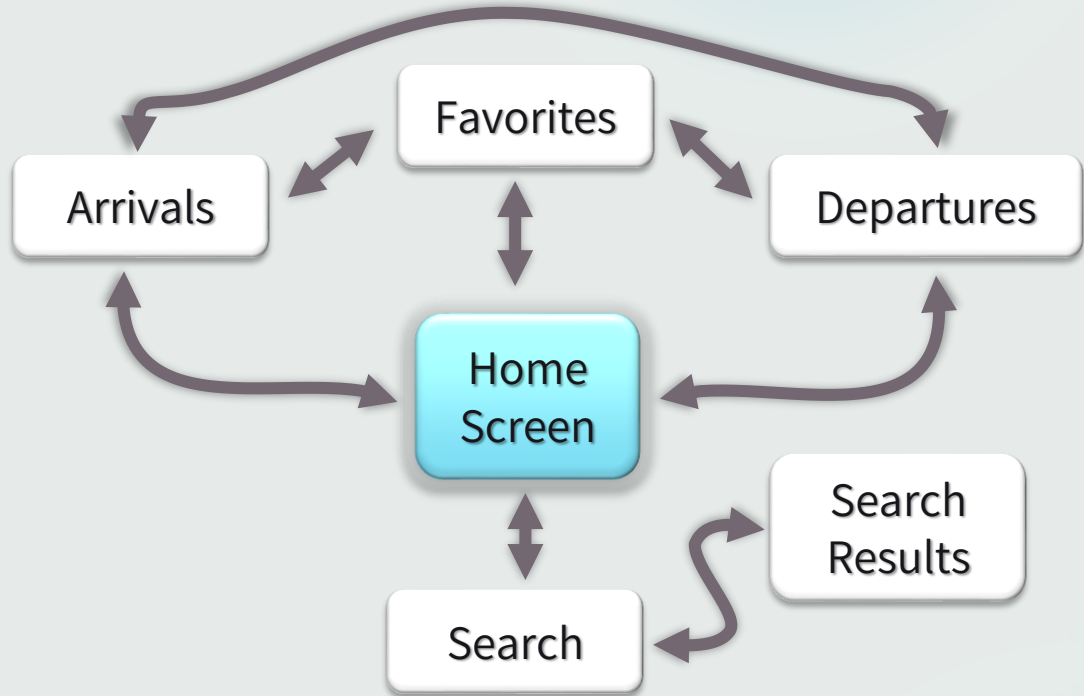 Favorites
Arrivals
Departures
Home
Screen
Search
Results
Search